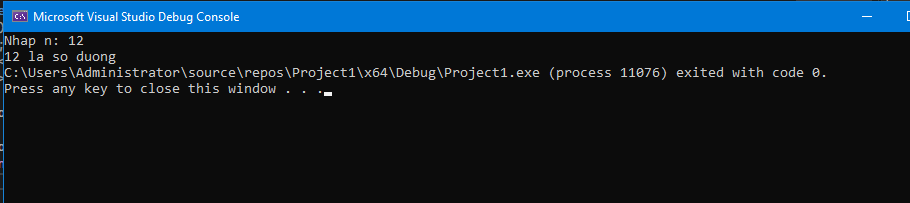 Microsoft Visual Studio Debug Console
Nhap n: 12
12 la so duong
C:\Users\Administrator\source\repos\Project1\x64\Debug\Project1.exe (process 11076) exited with code 0.
Press any key to close this window . . .